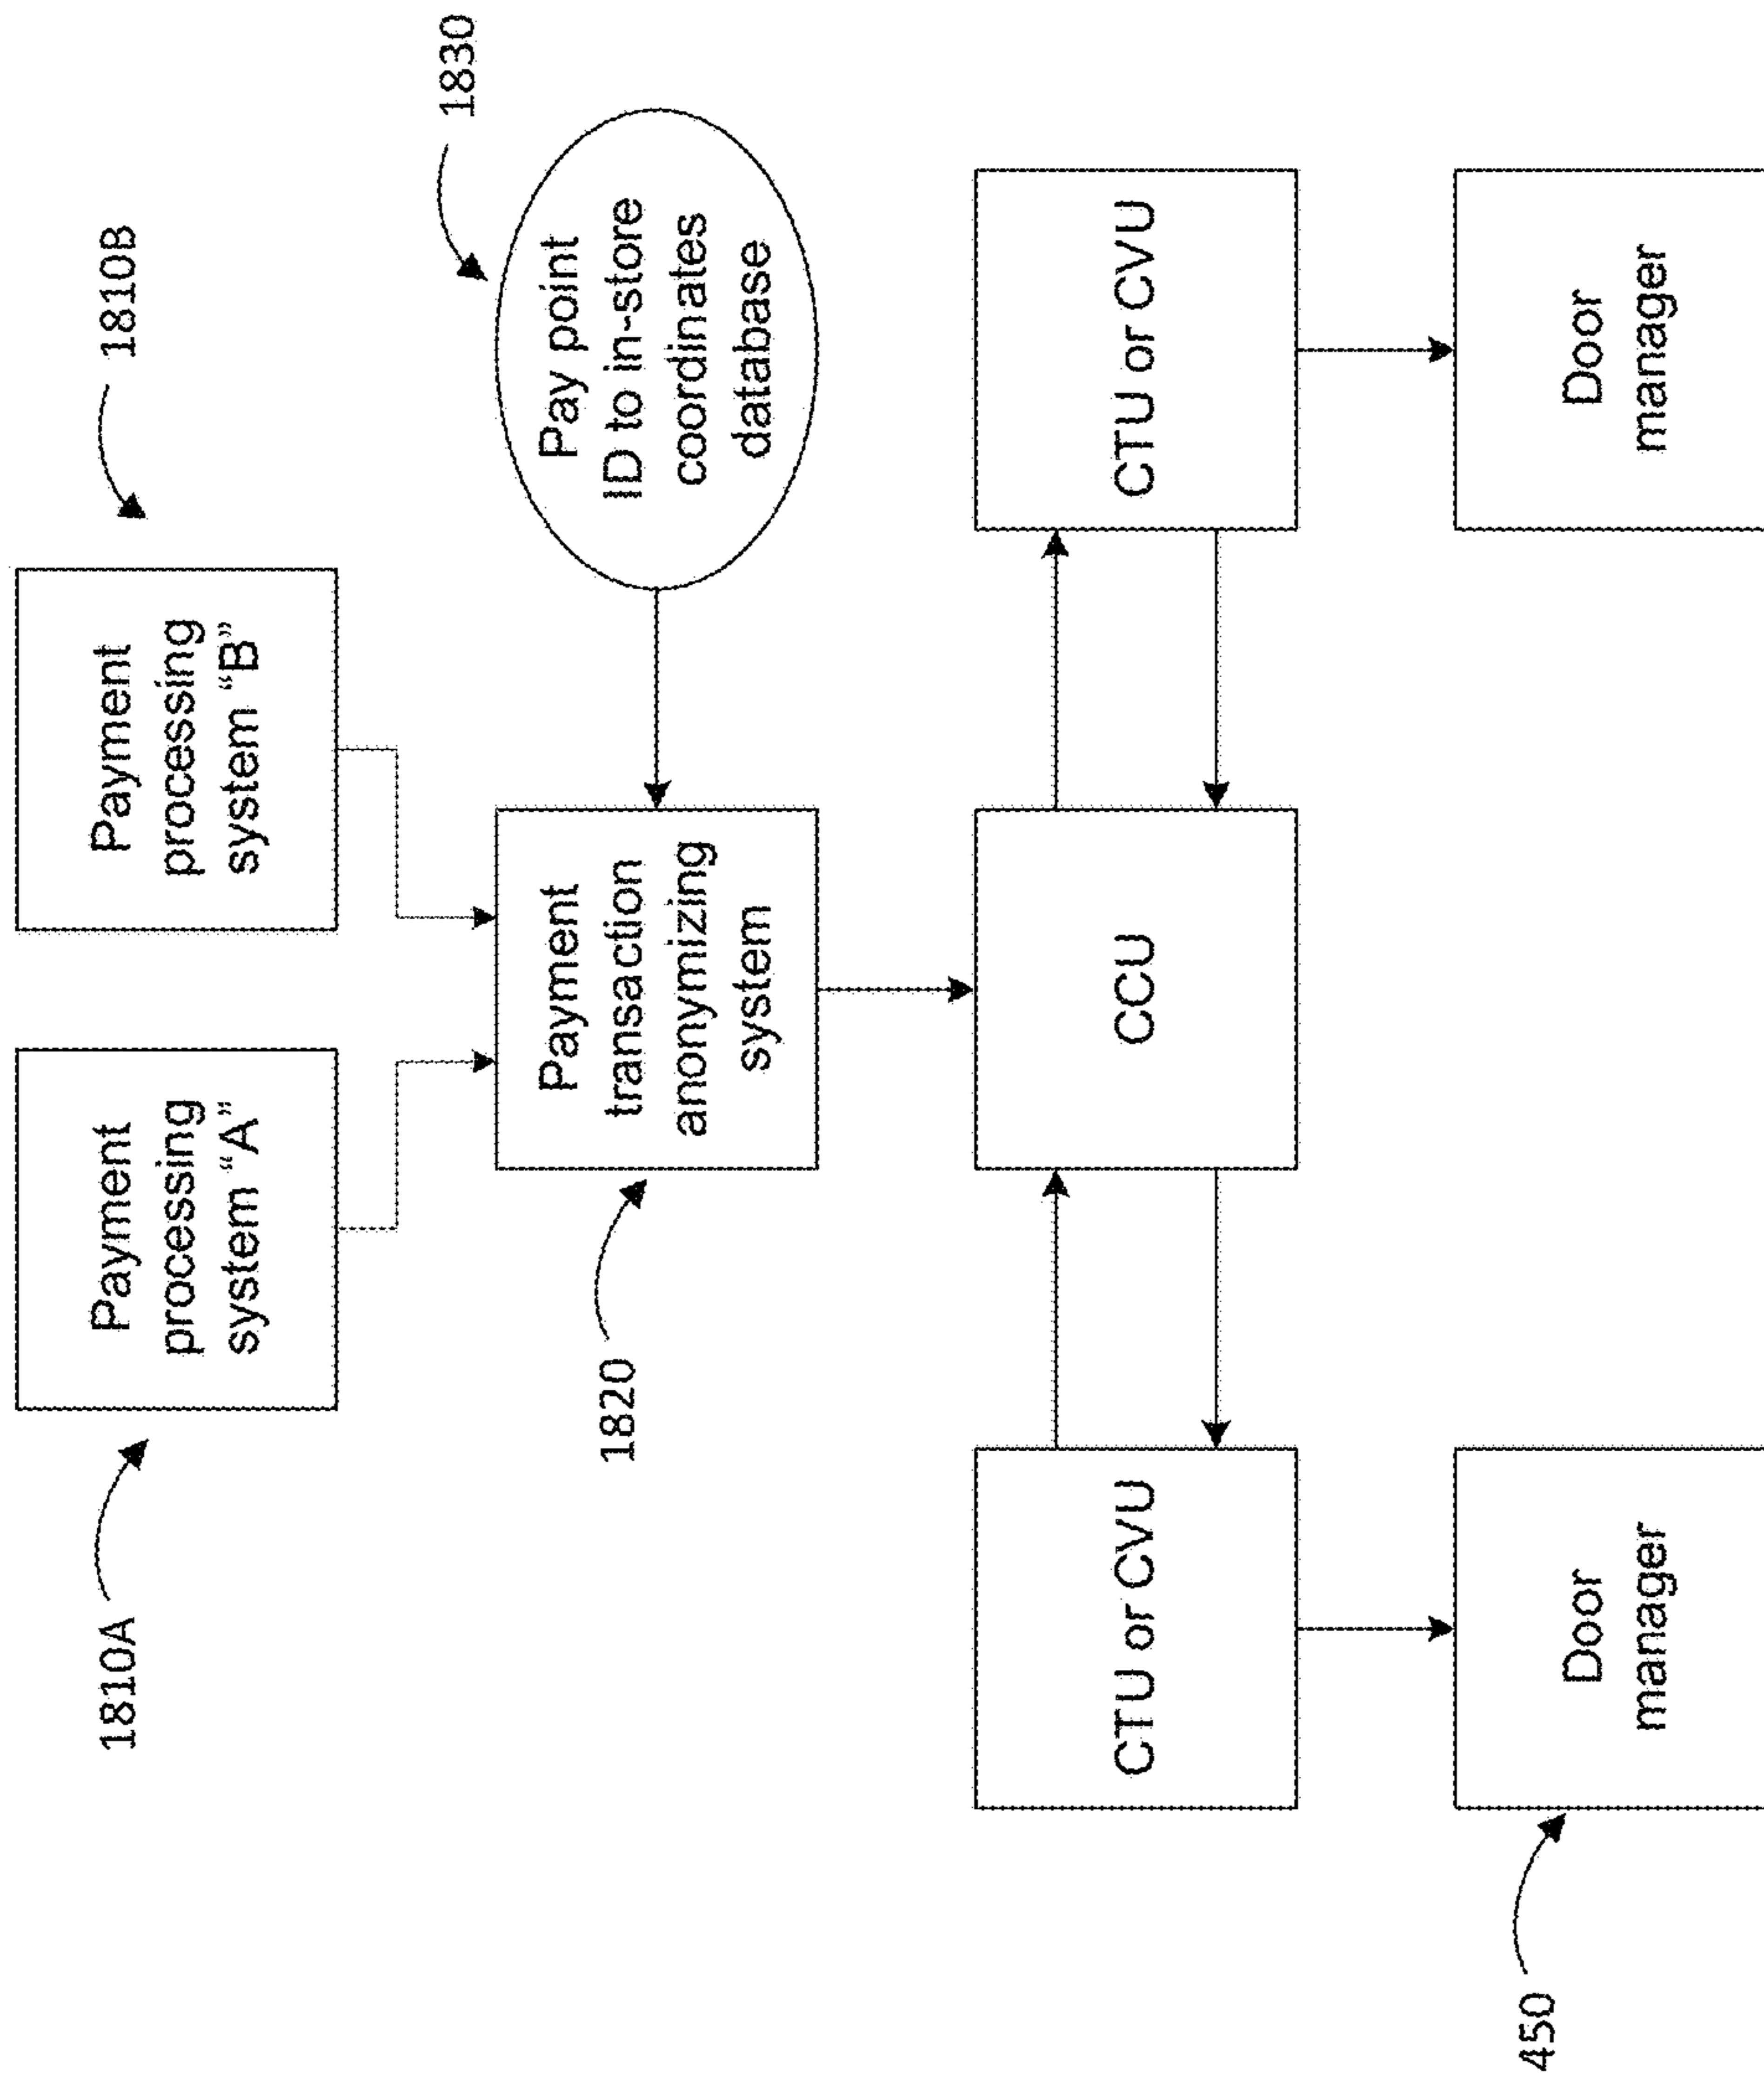 1810A
Payment
processing
system “A”
Payment
processing
system “B”
1810B
1820
Payment
transaction
anonymizing
system
Pay point
ID to in-store
coordinates
database
1830
CTU or CVU
CCU
CTU or CVU
450
Door
manager
Door
manager